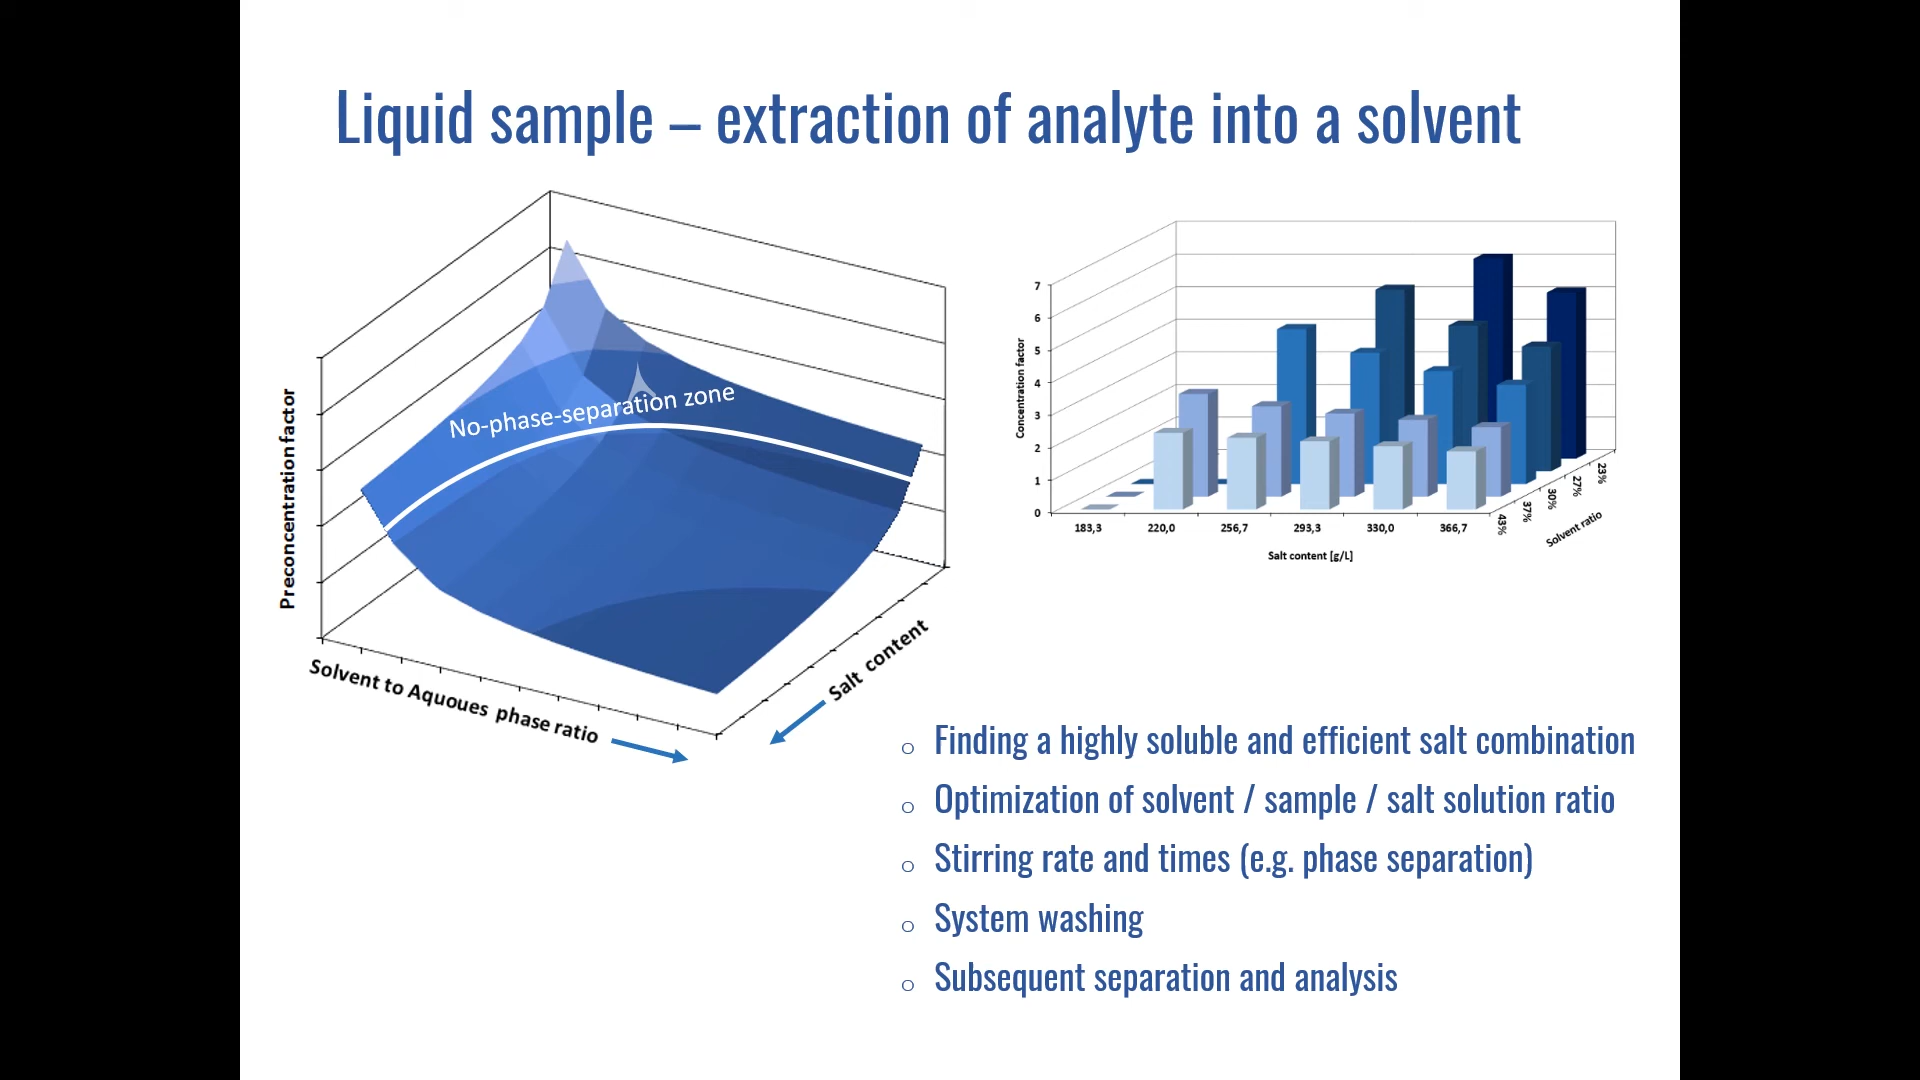 Liquid sample – extraction of analyte into a solvent
Preconcentration factor
No-phase-separation zone
Solvent to Aquoues phase ratio
Salt content
Concentration factor
7
6
5
4
3
2
1
0
183,3
220,0
256,7
293,3
330,0
366,7
Salt content [g/L]
43%
37%
30%
27%
23%
Solvent ratio
o Finding a highly soluble and efficient salt combination
o Optimization of solvent / sample / salt solution ratio
o Stirring rate and times (e.g. phase separation)
o System washing
o Subsequent separation and analysis